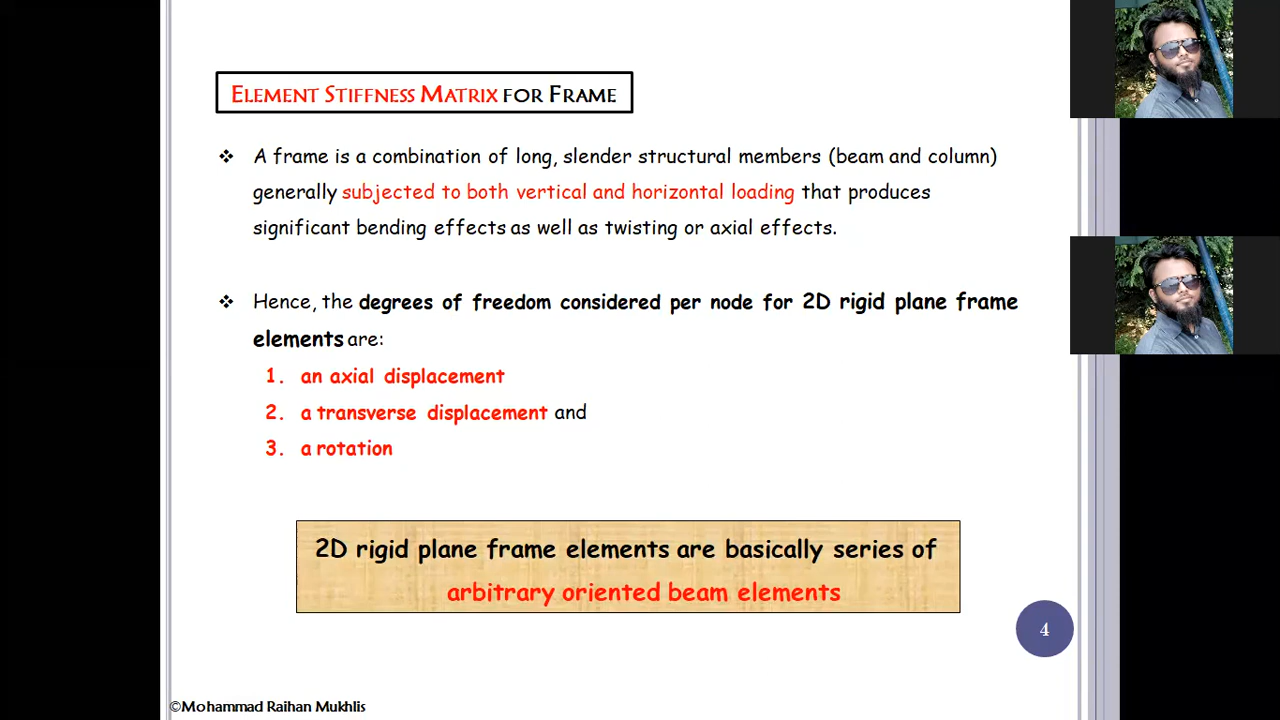 ELEMENT STIFFNESS MATRIX FOR FRAME
❖ A frame is a combination of long, slender structural members (beam and column)
generally subjected to both vertical and horizontal loading that produces
significant bending effects as well as twisting or axial effects.
❖ Hence, the degrees of freedom considered per node for 2D rigid plane frame
elements are:
1. an axial displacement
2. a transverse displacement and
3. a rotation
2D rigid plane frame elements are basically series of
arbitrary oriented beam elements
4
©Mohammad Raihan Mukhlis